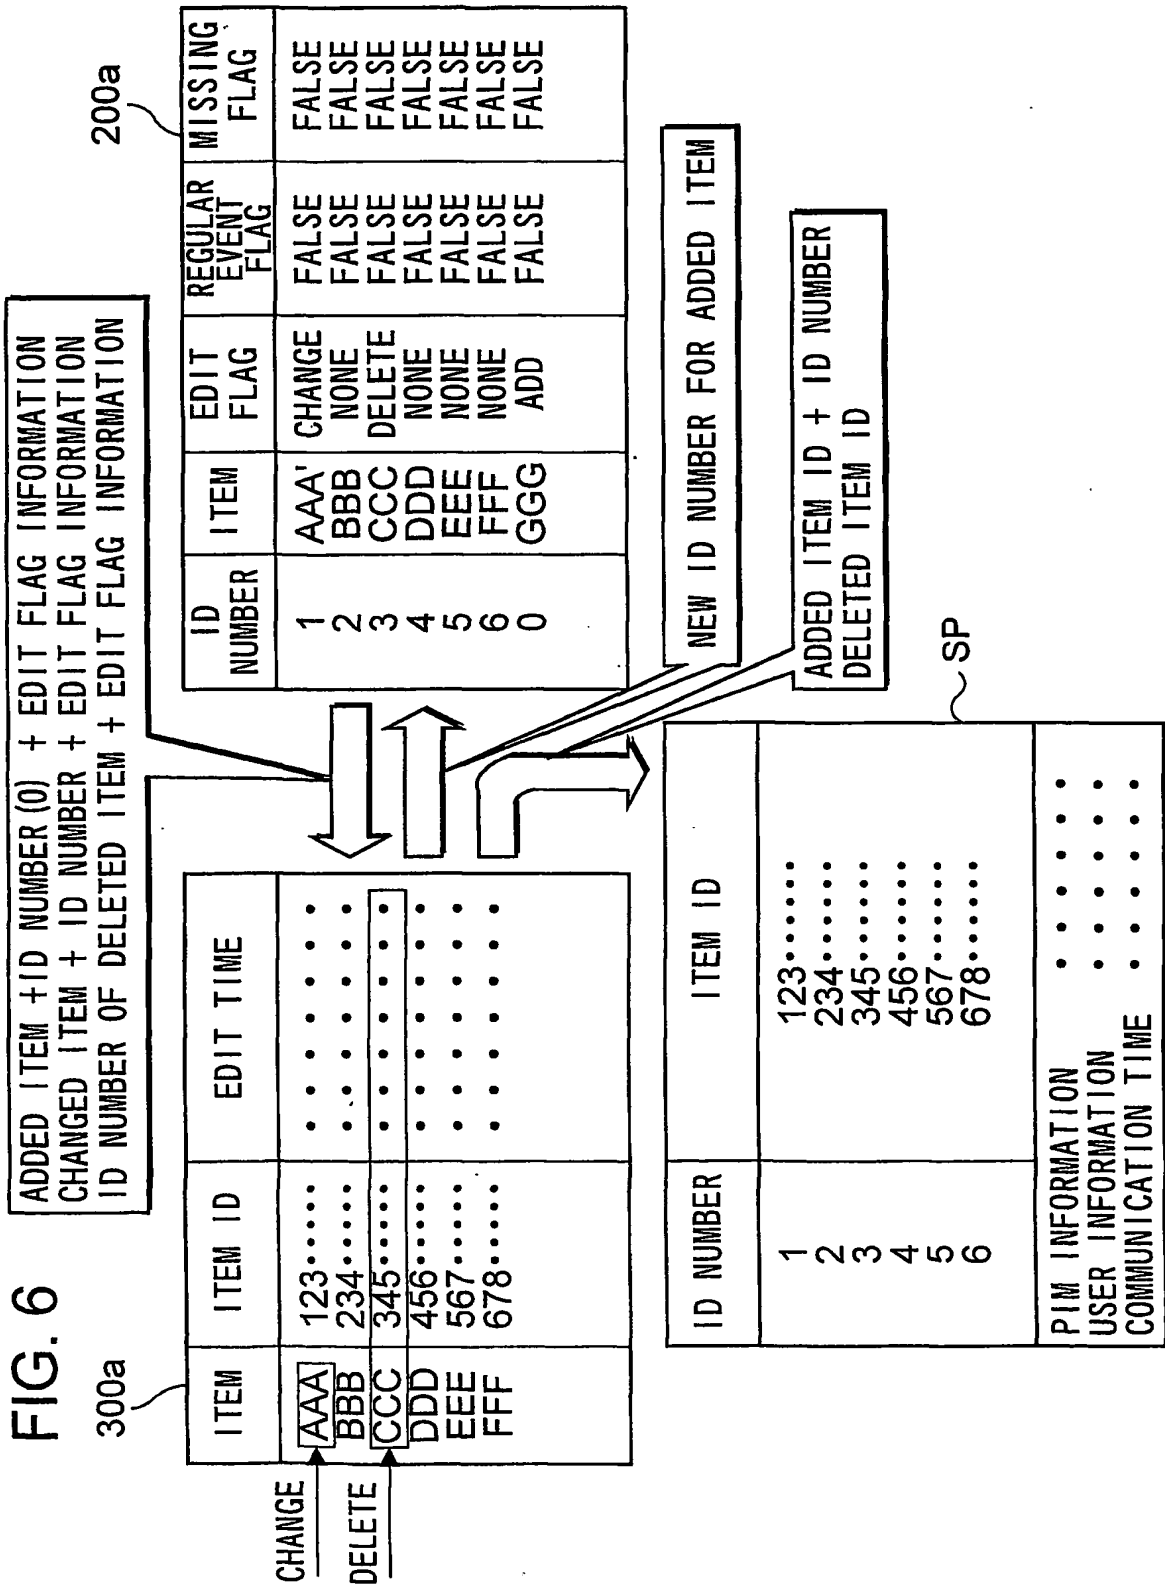 FIG. 6
ADDED ITEM +ID NUMBER(0) + EDIT FLAG INFORMATION
CHANGED ITEM + ID NUMBER + EDIT FLAG INFORMATION
ID NUMBER OF DELETED ITEM + EDIT FLAG INFORMATION
300a
ITEM ITEM ID EDIT TIME
AAA 123······ · · · · · · ·
BBB 234······ · · · · · · ·
CCC 345······ · · · · · · ·
DDD 456······ · · · · · · ·
EEE 567······ · · · · · · ·
FFF 678······ · · · · · · ·
CHANGE
DELETE
200a
ID NUMBER ITEM EDIT FLAG REGULAR EVENT FLAG MISSING FLAG
1 AAA' CHANGE FALSE FALSE
2 BBB NONE FALSE FALSE
3 CCC DELETE FALSE FALSE
4 DDD NONE FALSE FALSE
5 EEE NONE FALSE FALSE
6 FFF NONE FALSE FALSE
0 GGG ADD FALSE FALSE
NEW ID NUMBER FOR ADDED ITEM
ADDED ITEM ID + ID NUMBER
DELETED ITEM ID
SP
ID NUMBER ITEM ID
1 123·······
2 234·······
3 345·······
4 456·······
5 567·······
6 678·······
PIM INFORMATION · · · · · ·
USER INFORMATION · · · · · ·
COMMUNICATION TIME · · · · · ·